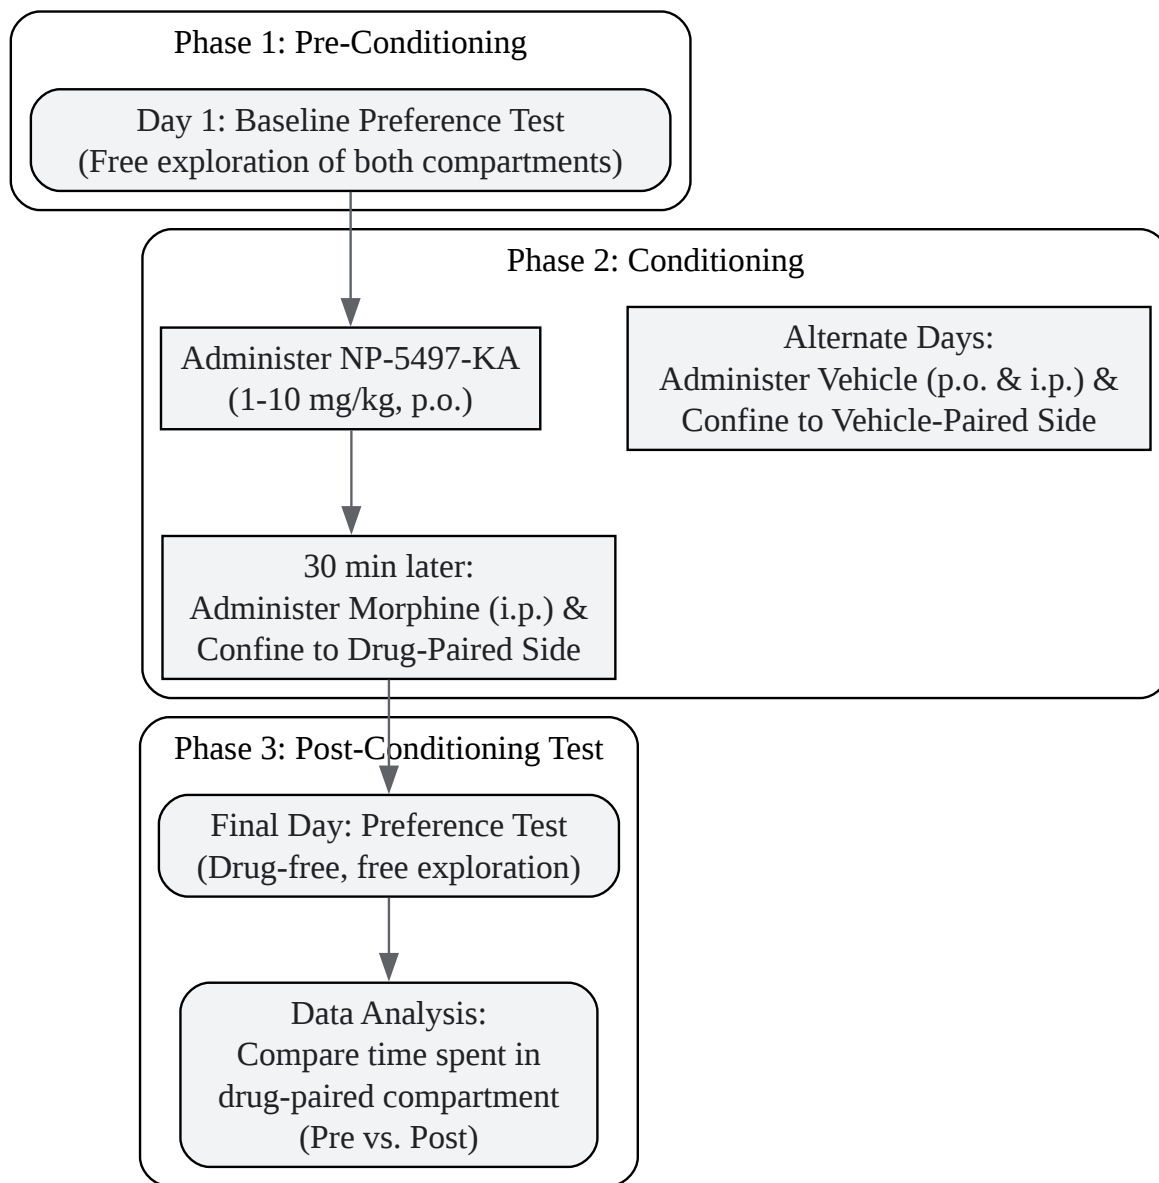 Phase 1: Pre-Conditioning
Day 1: Baseline Preference Test
(Free exploration of both compartments)
Phase 2: Conditioning
Administer NP-5497-KA
(1-10 mg/kg, p.o.)
Alternate Days:
Administer Vehicle (p.o. & i.p.) &
Confine to Vehicle-Paired Side
30 min later:
Administer Morphine (i.p.) &
Confine to Drug-Paired Side
Phase 3: Post-Conditioning Test
Final Day: Preference Test
(Drug-free, free exploration)
Data Analysis:
Compare time spent in
drug-paired compartment
(Pre vs. Post)